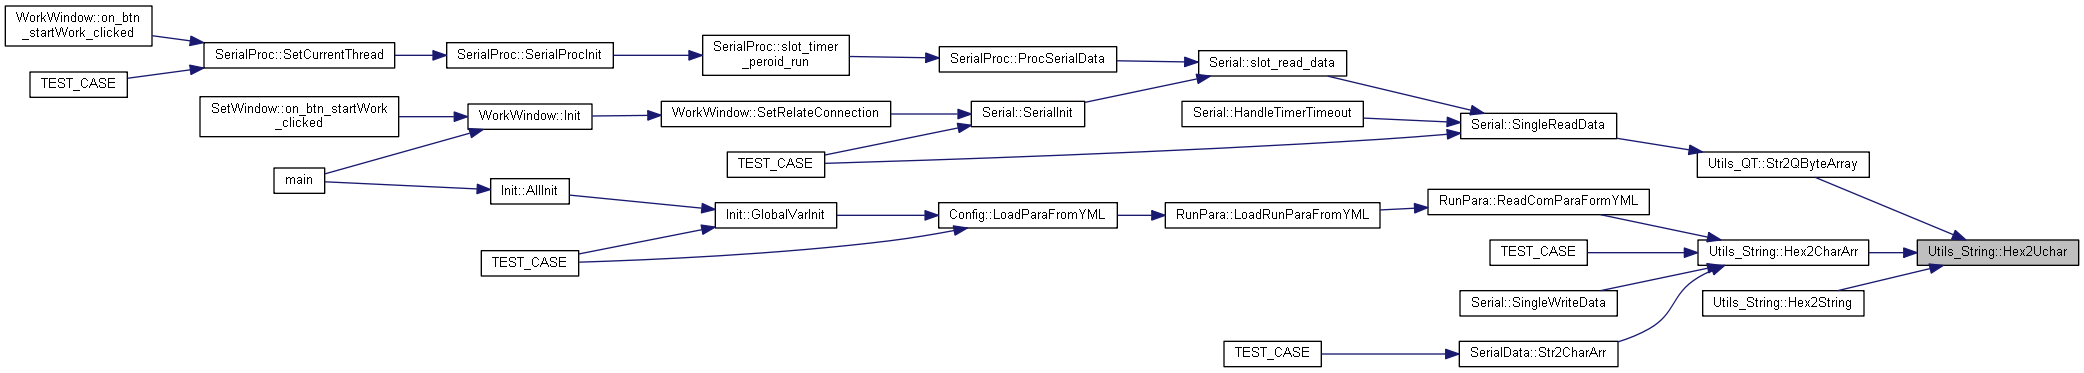 WorkWindow::on_btn
_startWork_clicked
SerialProc::SetCurrentThread
SerialProc::SerialProcInit
SerialProc::slot_timer
_peroid_run
SerialProc::ProcSerialData
Serial::slot_read_data
TEST_CASE
SetWindow::on_btn_startWork
_clicked
WorkWindow::Init
WorkWindow::SetRelateConnection
Serial::SerialInit
Serial::HandleTimerTimeout
Serial::SingleReadData
TEST_CASE
Utils_QT::Str2QByteArray
main
Init::AllInit
Init::GlobalVarInit
Config::LoadParaFromYML
RunPara::LoadRunParaFromYML
RunPara::ReadComParaFormYML
TEST_CASE
TEST_CASE
Utils_String::Hex2CharArr
Utils_String::Hex2Uchar
Serial::SingleWriteData
Utils_String::Hex2String
TEST_CASE
SerialData::Str2CharArr